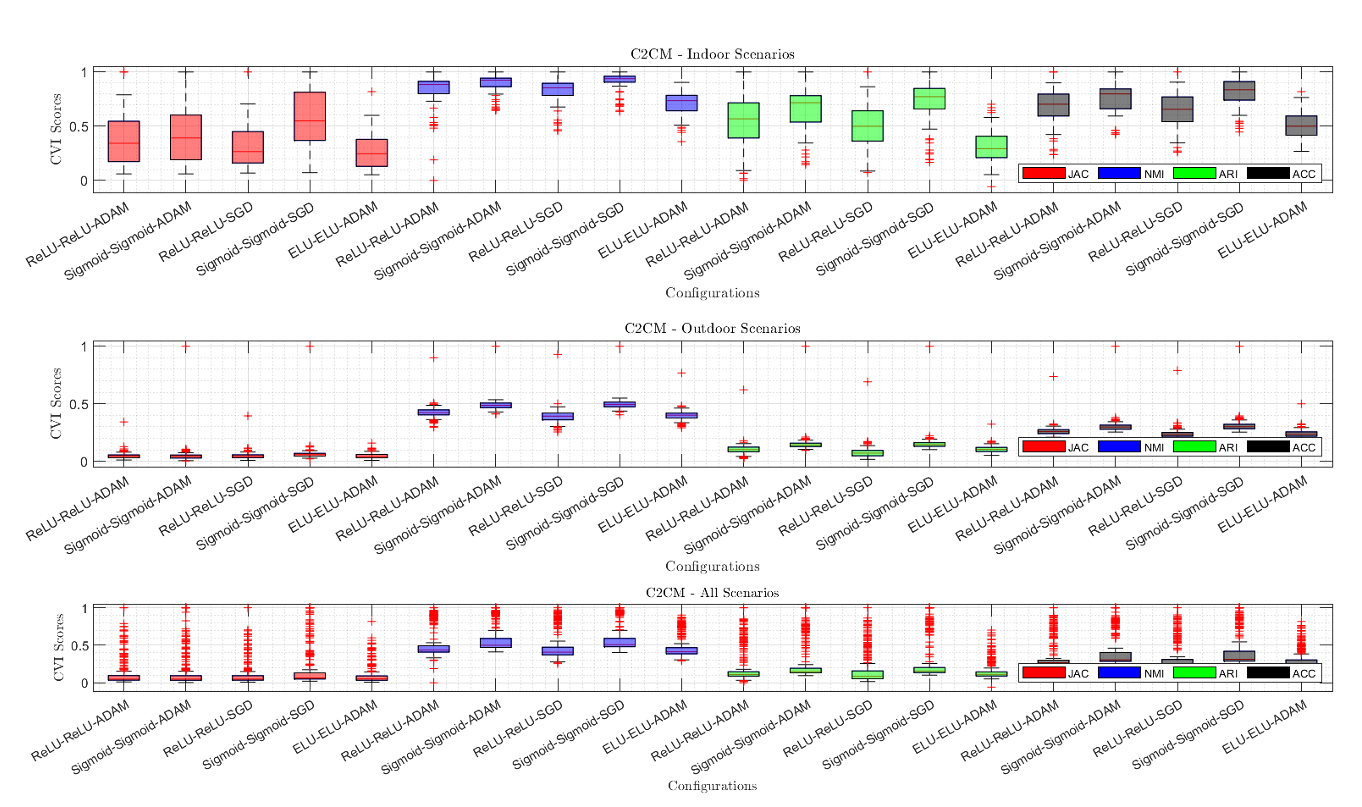 C2CM - Indoor Scenarios
CVI Scores
1
0.5
0
JAC NMI ARI ACC
ReLU-ReLU-ADAM Sigmoid-Sigmoid-ADAM ReLU-ReLU-SGD Sigmoid-Sigmoid-SGD ELU-ELU-ADAM ReLU-ReLU-ADAM Sigmoid-Sigmoid-ADAM ReLU-ReLU-SGD Sigmoid-Sigmoid-SGD ELU-ELU-ADAM ReLU-ReLU-ADAM Sigmoid-Sigmoid-ADAM ReLU-ReLU-SGD Sigmoid-Sigmoid-SGD ELU-ELU-ADAM ReLU-ReLU-ADAM Sigmoid-Sigmoid-ADAM ReLU-ReLU-SGD Sigmoid-Sigmoid-SGD ELU-ELU-ADAM
Configurations
C2CM - Outdoor Scenarios
CVI Scores
1
0.5
0
JAC NMI ARI ACC
ReLU-ReLU-ADAM Sigmoid-Sigmoid-ADAM ReLU-ReLU-SGD Sigmoid-Sigmoid-SGD ELU-ELU-ADAM ReLU-ReLU-ADAM Sigmoid-Sigmoid-ADAM ReLU-ReLU-SGD Sigmoid-Sigmoid-SGD ELU-ELU-ADAM ReLU-ReLU-ADAM Sigmoid-Sigmoid-ADAM ReLU-ReLU-SGD Sigmoid-Sigmoid-SGD ELU-ELU-ADAM ReLU-ReLU-ADAM Sigmoid-Sigmoid-ADAM ReLU-ReLU-SGD Sigmoid-Sigmoid-SGD ELU-ELU-ADAM
Configurations
C2CM - All Scenarios
CVI Scores
1
0.5
0
JAC NMI ARI ACC
ReLU-ReLU-ADAM Sigmoid-Sigmoid-ADAM ReLU-ReLU-SGD Sigmoid-Sigmoid-SGD ELU-ELU-ADAM ReLU-ReLU-ADAM Sigmoid-Sigmoid-ADAM ReLU-ReLU-SGD Sigmoid-Sigmoid-SGD ELU-ELU-ADAM ReLU-ReLU-ADAM Sigmoid-Sigmoid-ADAM ReLU-ReLU-SGD Sigmoid-Sigmoid-SGD ELU-ELU-ADAM ReLU-ReLU-ADAM Sigmoid-Sigmoid-ADAM ReLU-ReLU-SGD Sigmoid-Sigmoid-SGD ELU-ELU-ADAM
Configurations